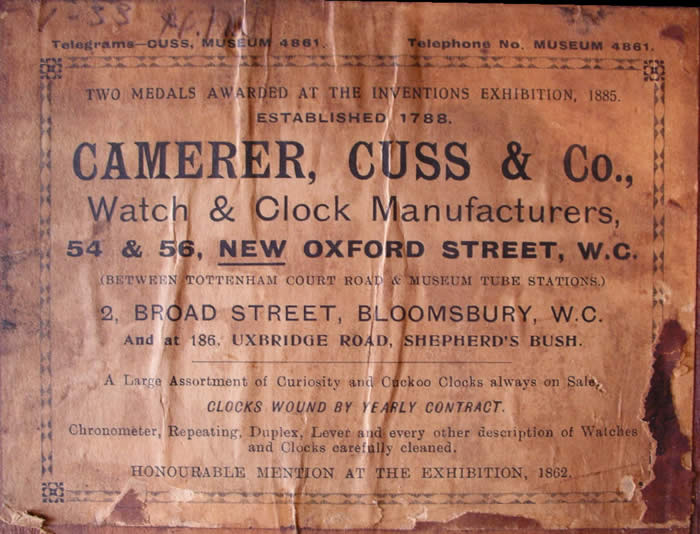 Telegrams—CUSS, MUSEUM 4861. Telephone No. MUSEUM 4861.
TWO MEDALS AWARDED AT THE INVENTIONS EXHIBITION, 1885.
ESTABLISHED 1788.
CAMERER, CUSS & Co.,
Watch & Clock Manufacturers,
54 & 56, NEW OXFORD STREET, W.C.
(BETWEEN TOTTENHAM COURT ROAD & MUSEUM TUBE STATIONS.)
2, BROAD STREET, BLOOMSBURY, W.C.
And at 186, UXBRIDGE ROAD, SHEPHERD'S BUSH.
A Large Assortment of Curiosity and Cuckoo Clocks always on Sale.
CLOCKS WOUND BY YEARLY CONTRACT.
Chronometer, Repeating, Duplex, Lever and every other description of Watches
and Clocks carefully cleaned.
HONOURABLE MENTION AT THE EXHIBITION, 1862.